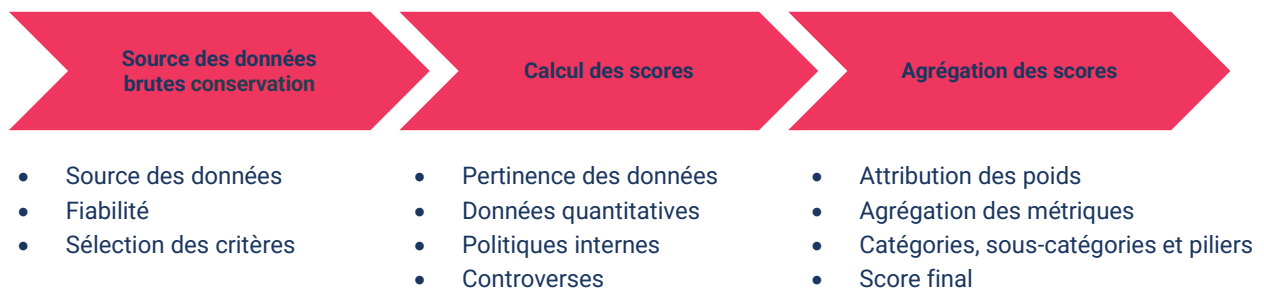 Source des données
brutes conservation
Calcul des scores
Agrégation des scores
• Source des données
• Fiabilité
• Sélection des critères
• Pertinence des données
• Données quantitatives
• Politiques internes
• Controverses
• Attribution des poids
• Agrégation des métriques
• Catégories, sous-catégories et piliers
• Score final